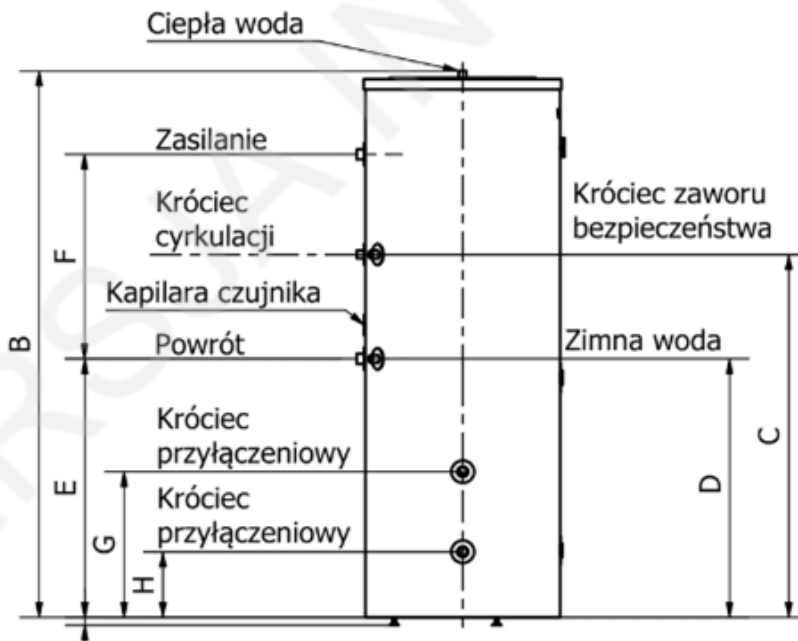 Ciepła woda
Zasilanie
Króciec
cyrkulacji
Króciec zaworu
bezpieczeństwa
Kapilara czujnika
Powrót
Zimna woda
Króciec
przyłączeniowy
Króciec
przyłączeniowy
B
F
E
G
H
D
C